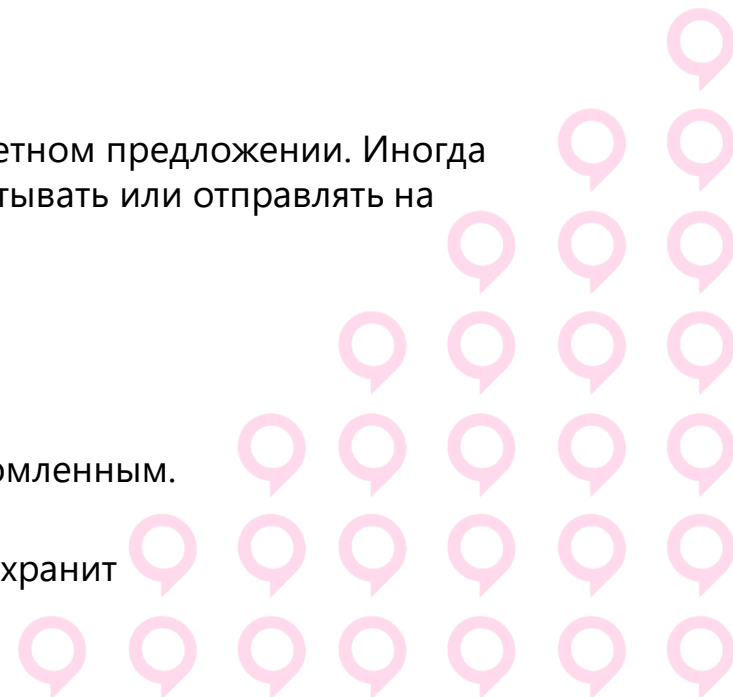 етном предложении. Иногда
тывать или отправлять на
омленным.
хранит